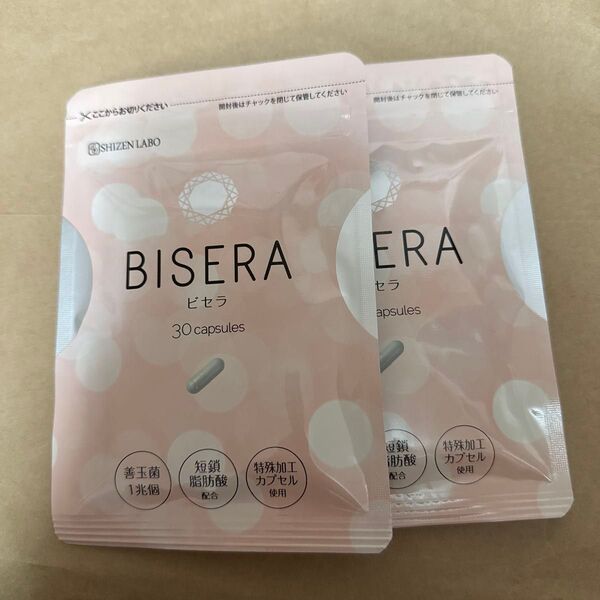 ✕ここからお切りください
開封後はチャックを閉じて保管してください
SHIZEN LABO
BISERA
ビセラ
30 capsules
善玉菌
1兆個
短鎖
脂肪酸
配合
特殊加工
カプセル
使用
開封後はチャックを閉じて保管してください
ERA
セラ
apsules
短鎖
脂肪酸
配合
特殊加工
カプセル
使用